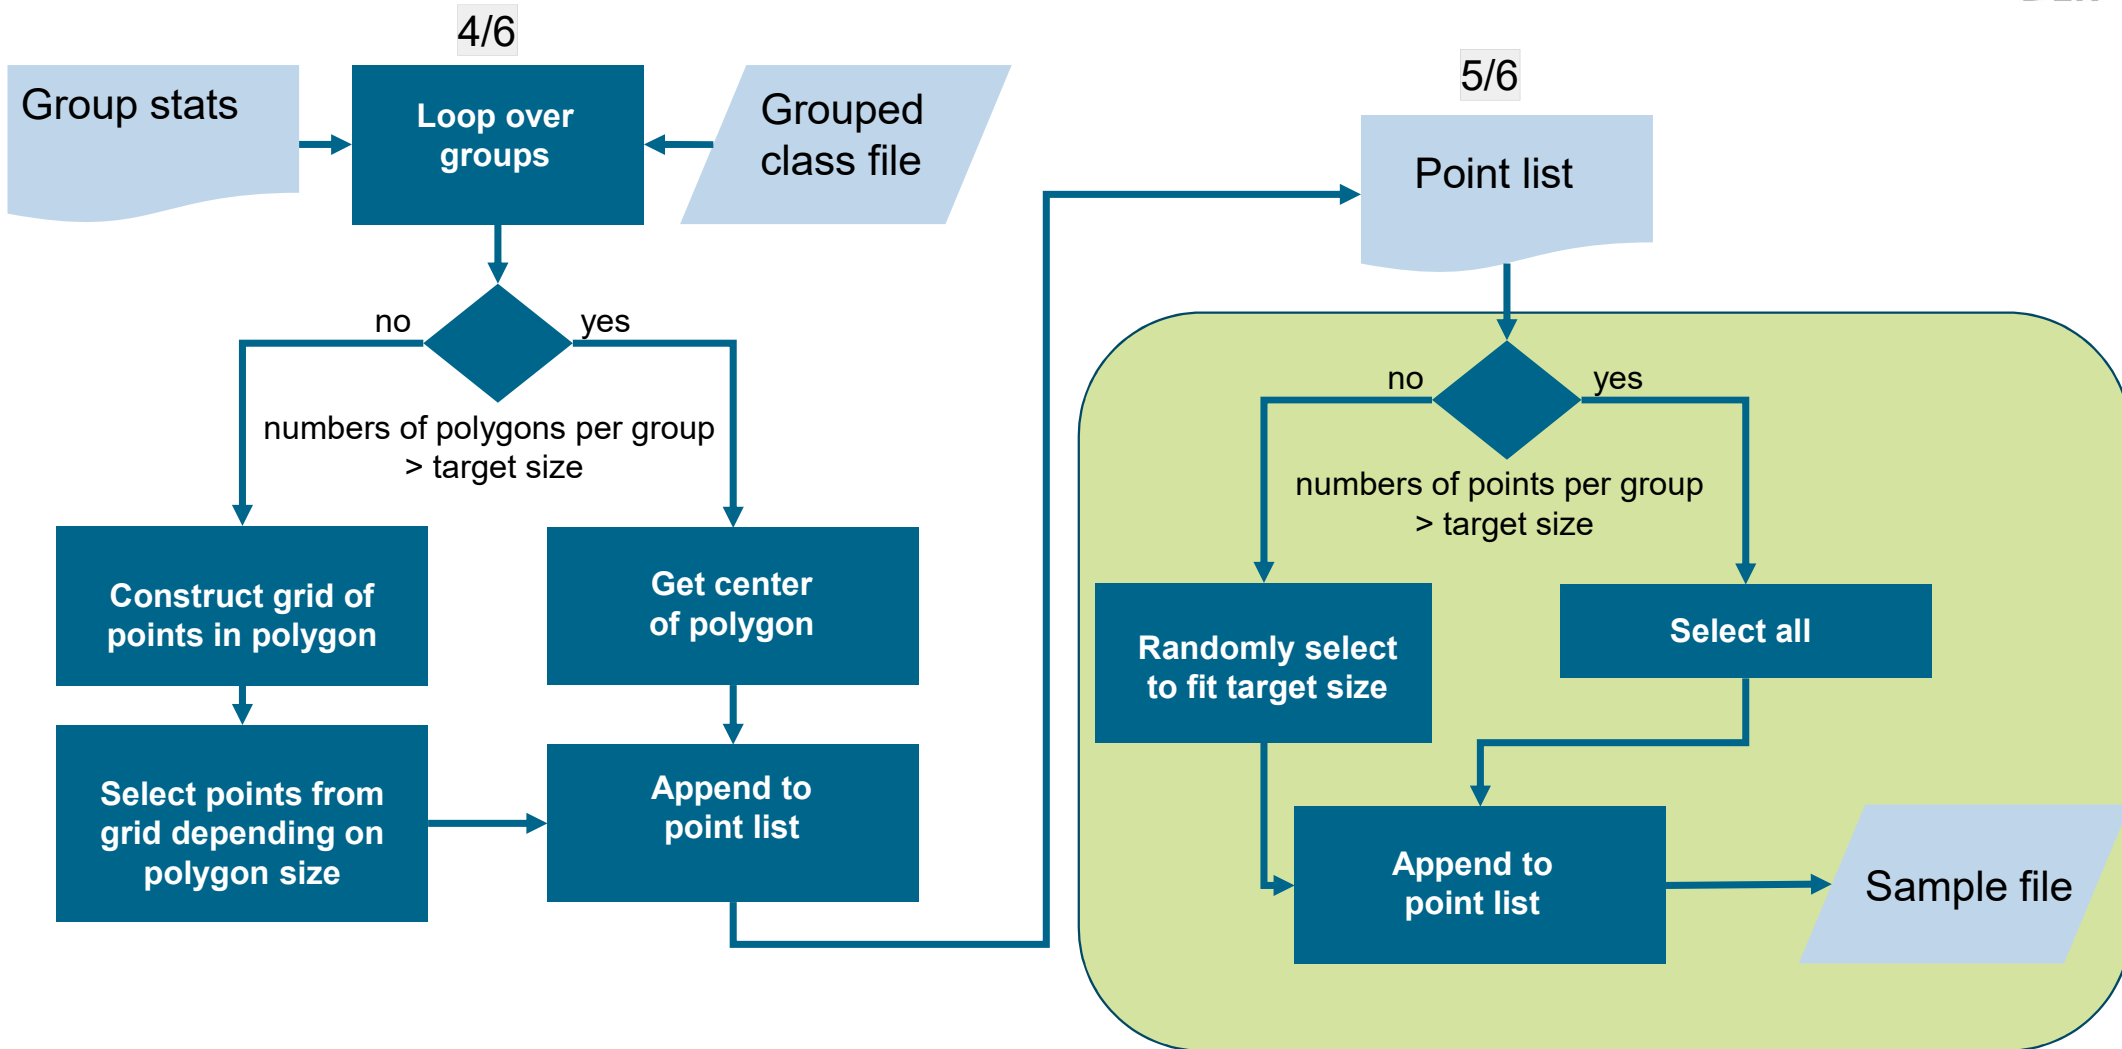 4/6
Group stats
Loop over
groups
Grouped
class file
no
yes
numbers of polygons per group
> target size
Construct grid of
points in polygon
Get center
of polygon
Select points from
grid depending on
polygon size
Append to
point list
5/6
Point list
no
yes
numbers of points per group
> target size
Randomly select
to fit target size
Select all
Append to
point list
Sample file